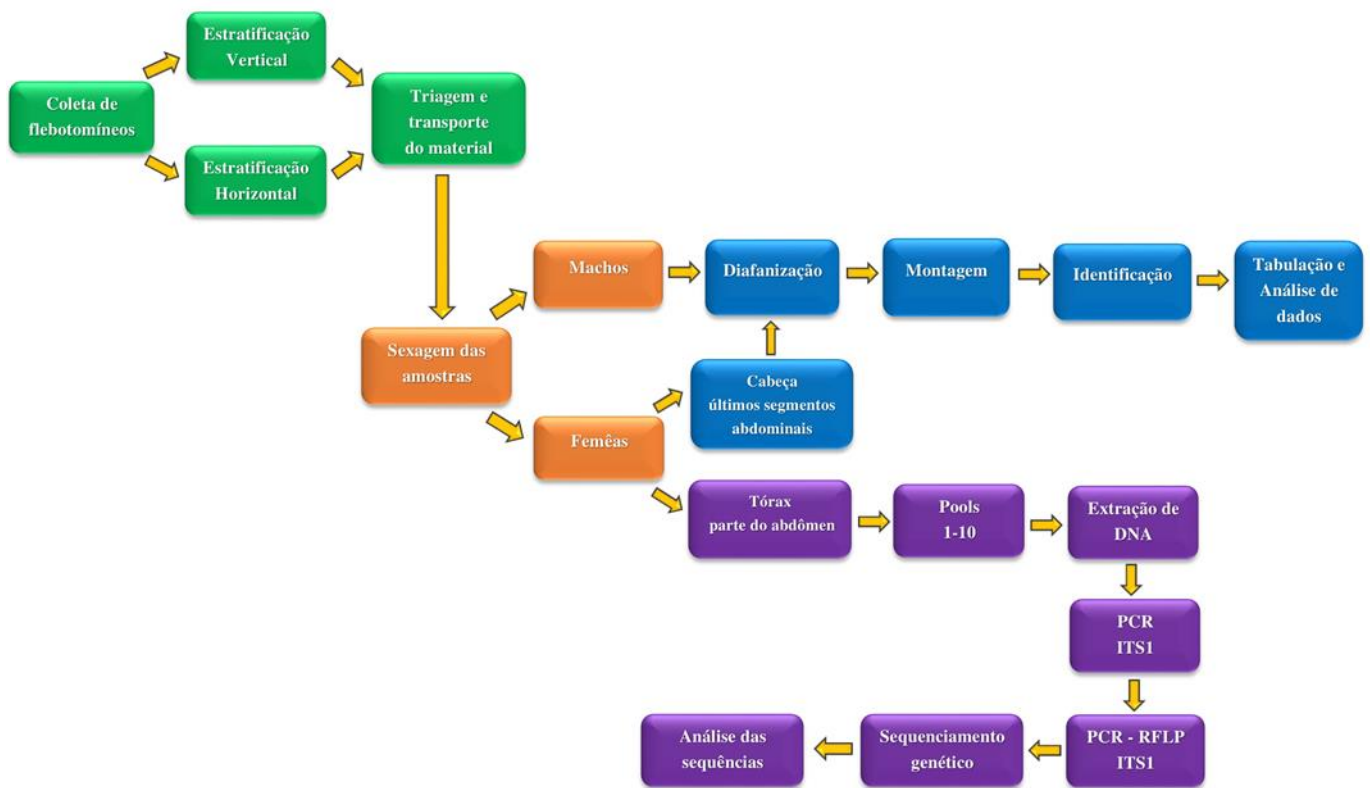 Coleta de
flebotomíneos
Estratificação
Vertical
Estratificação
Horizontal
Triagem e
transporte
do material
Sexagem das
amostras
Machos
Diafanização
Montagem
Identificação
Tabulação e
Análise de
dados
Femêas
Cabeça
últimos segmentos
abdominais
Tórax
parte do abdômen
Pools
1-10
Extração de
DNA
PCR
ITS1
PCR - RFLP
ITS1
Sequenciamento
genético
Análise das
sequências